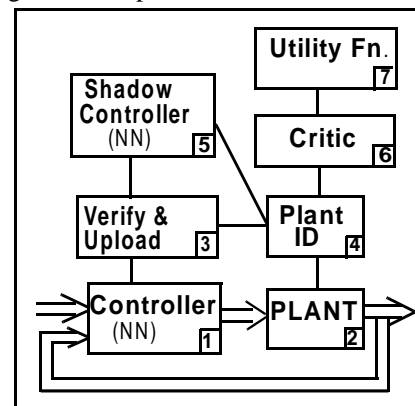 Utility Fn.
7
Shadow
Controller
(NN)
5
Critic
6
Verify &
Upload
3
Plant
ID
4
Controller
(NN)
1
PLANT
2